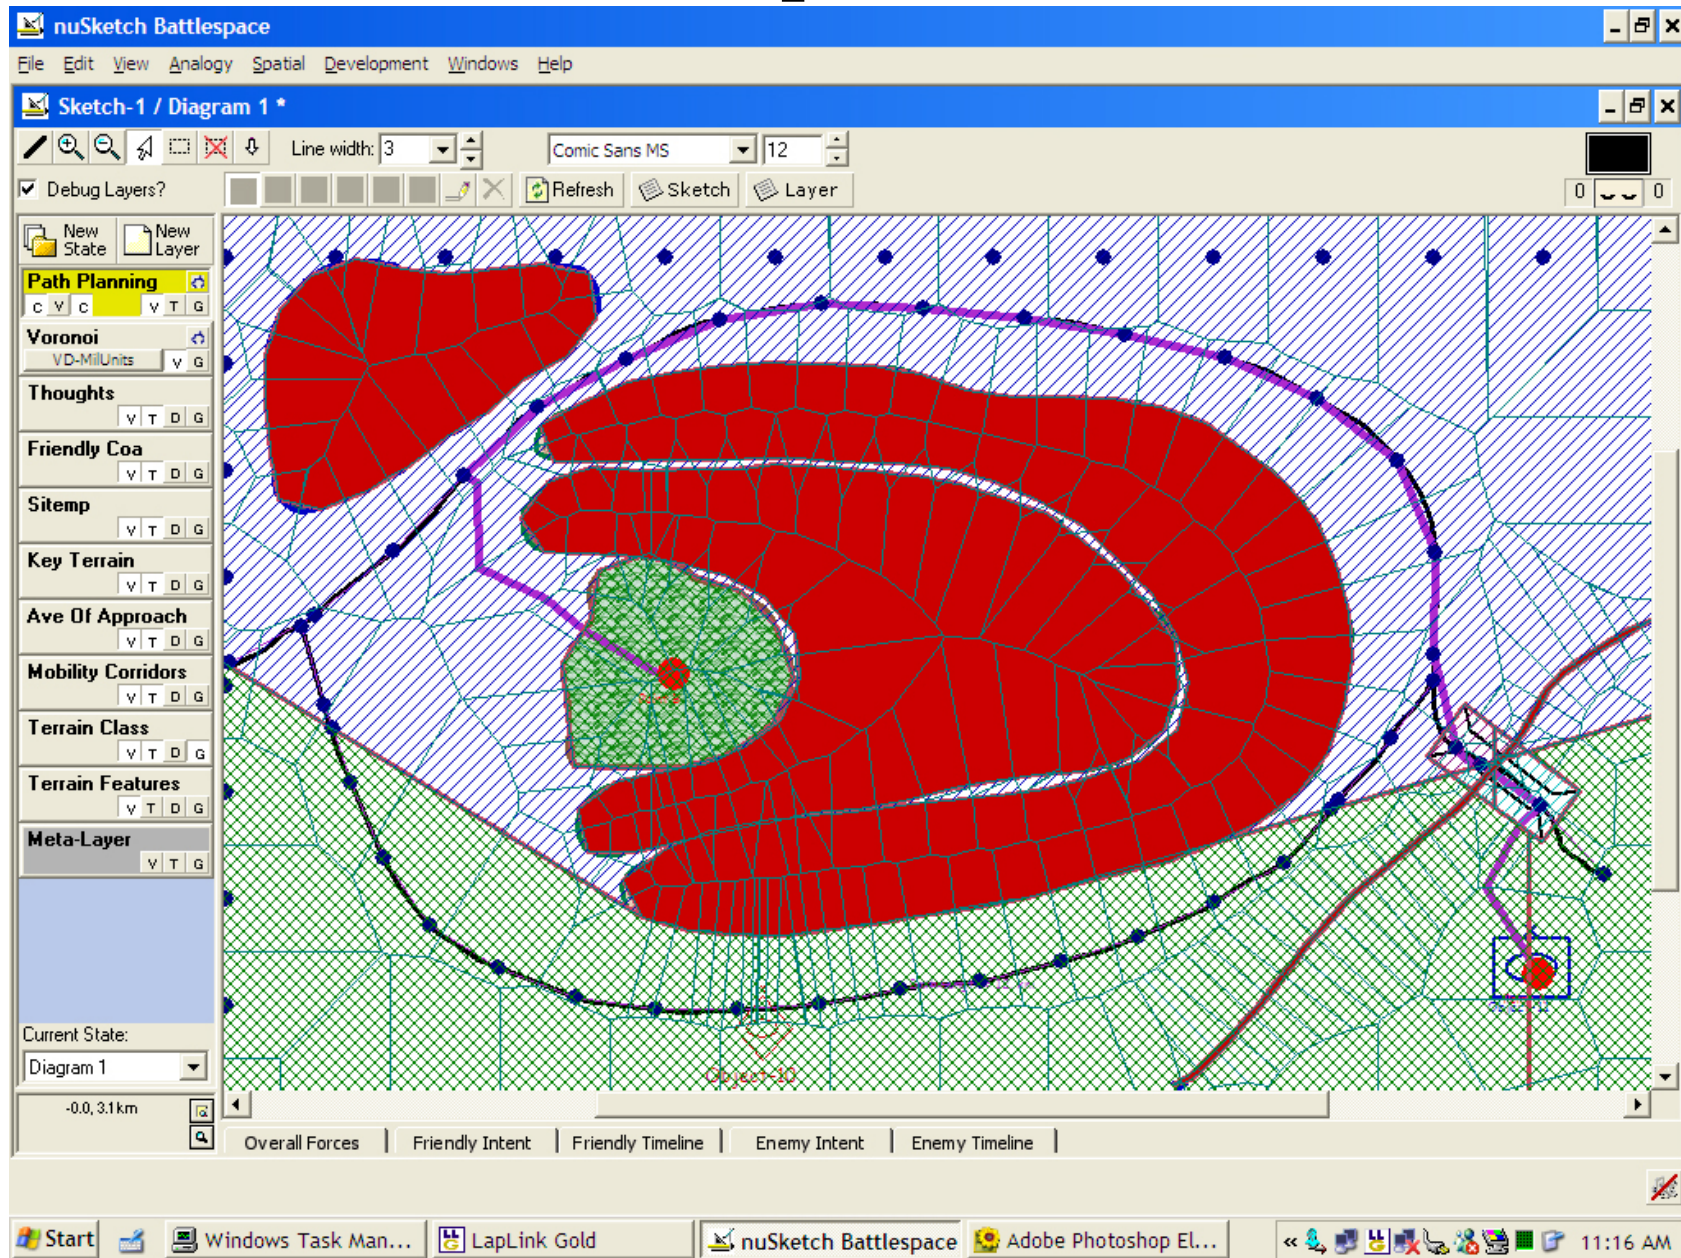 nuSketch Battlespace
File Edit View Analogy Spatial Development Windows Help
Sketch-1 / Diagram 1 *
Line width: 3 Comic Sans MS 12
Debug Layers? Refresh Sketch Layer 0 0
New State New Layer
Path Planning
C V C V T G
Voronoi
VD-MilUnits V G
Thoughts
V T D G
Friendly Coa
V T D G
Sitemp
V T D G
Key Terrain
V T D G
Ave Of Approach
V T D G
Mobility Corridors
V T D G
Terrain Class
V T D G
Terrain Features
V T D G
Meta-Layer
V T G
Object-10
Current State:
Diagram 1
-0.0, 3.1km
Overall Forces Friendly Intent Friendly Timeline Enemy Intent Enemy Timeline
Start Windows Task Man... LapLink Gold nuSketch Battlespace Adobe Photoshop El... « 11:16 AM